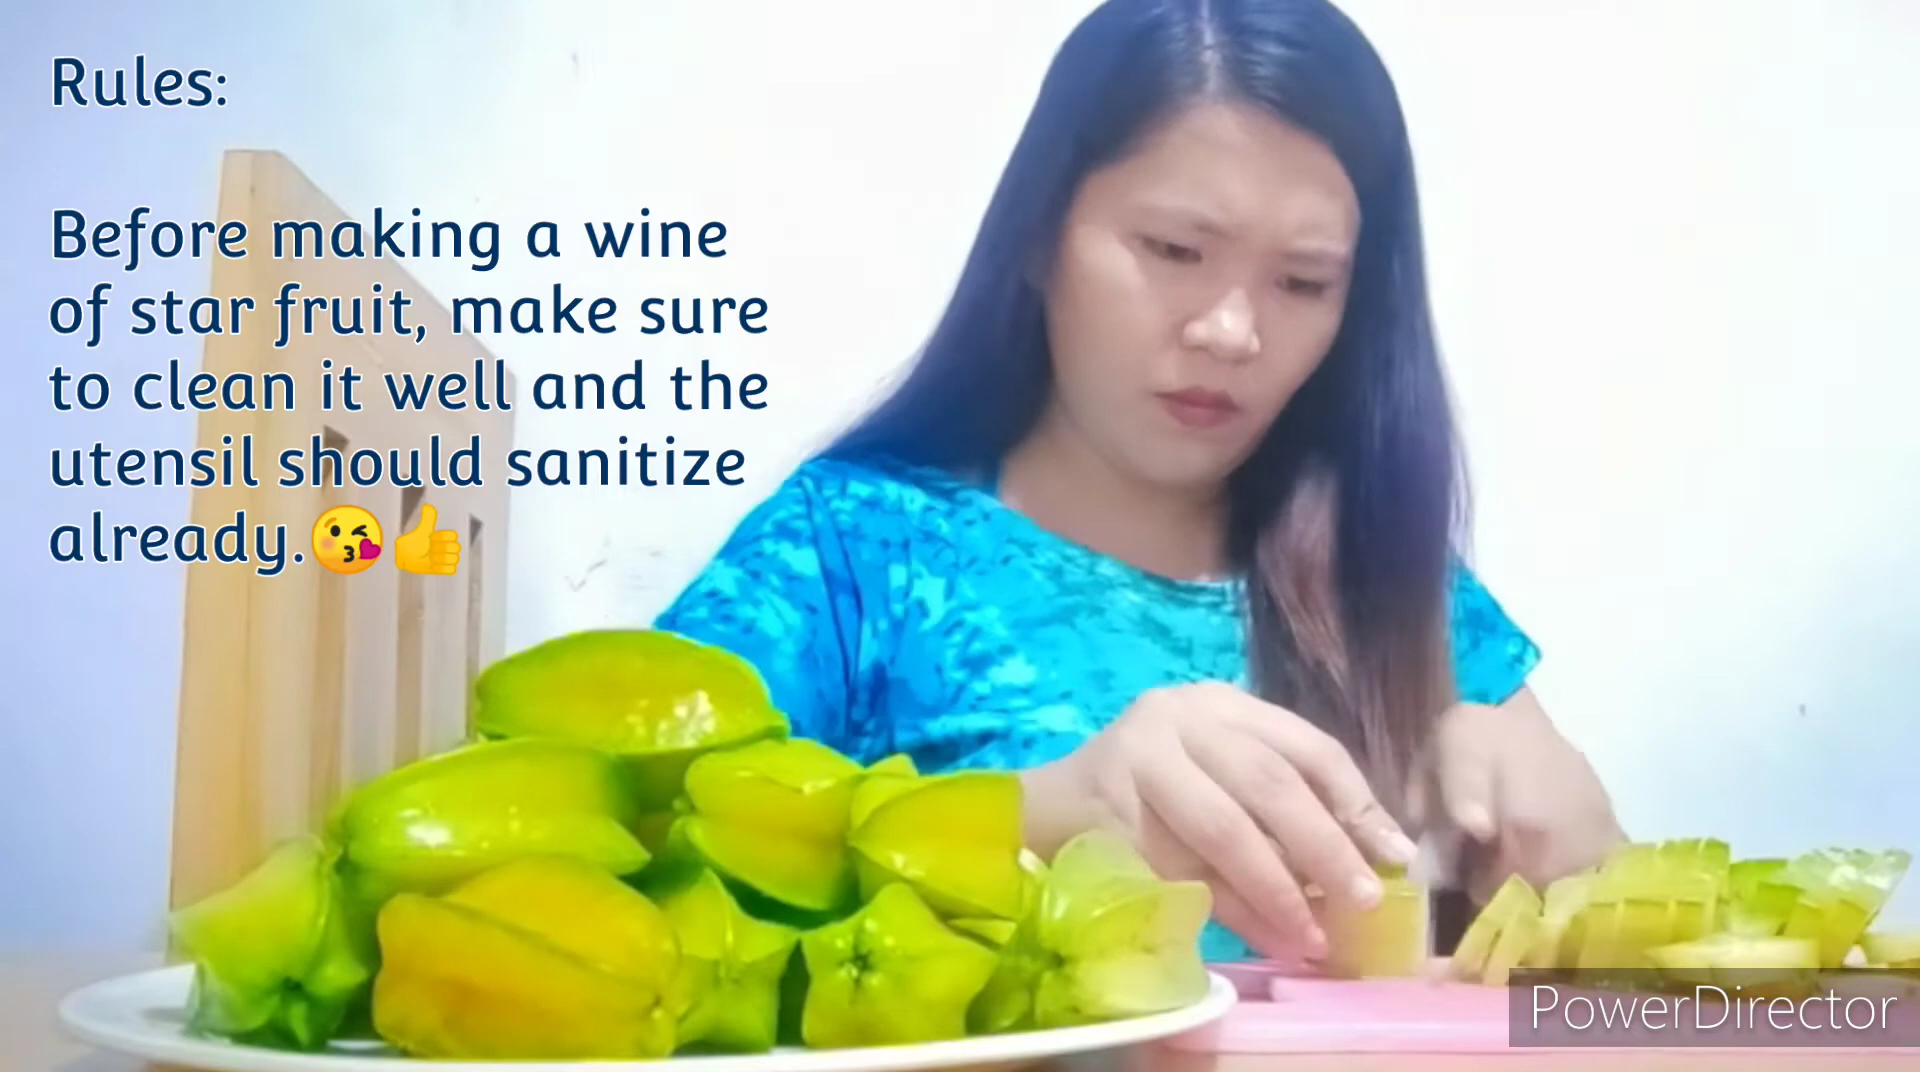 Rules:
Before making a wine
of star fruit, make sure
to clean it well and the
utensil should sanitize
already.😘👍
PowerDirector